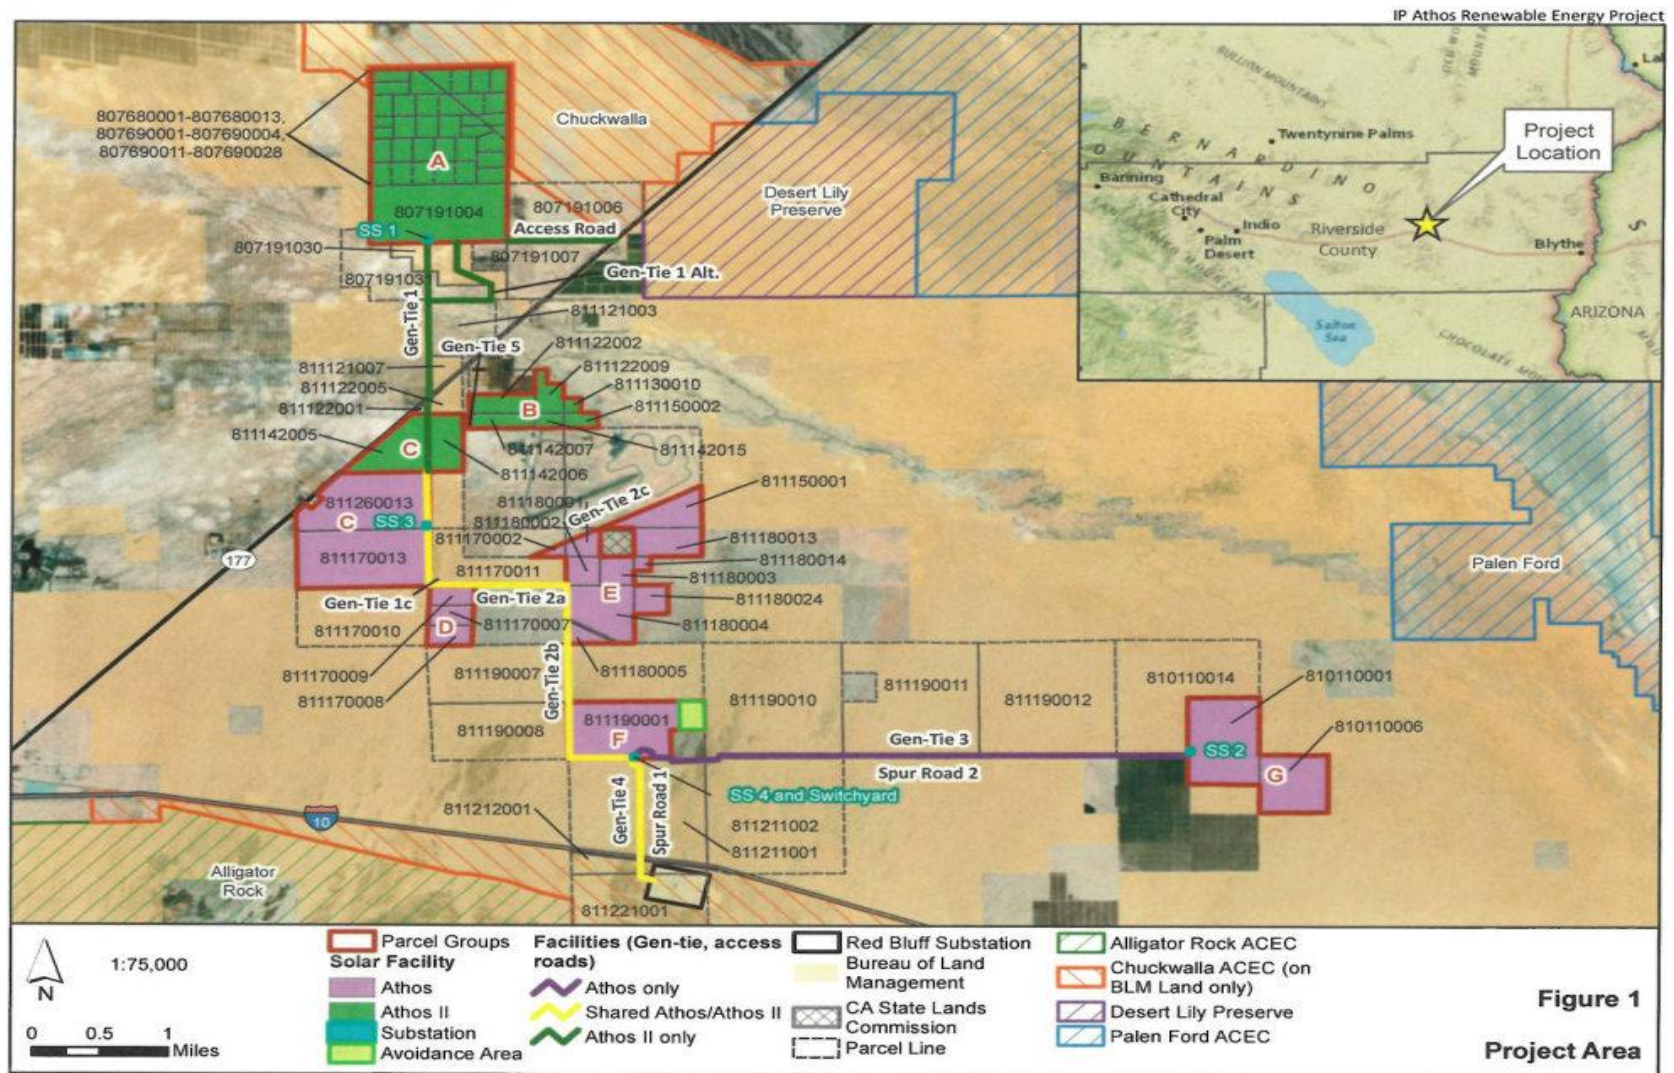 IP Athos Renewable Energy Project
807680001-807680013,
807690001-807690004,
807690011-807690028
A
Chuckwalla
807191004
807191006
SS 1
Access Road
807191030
807191007
807191031
Gen-Tie 1 Alt.
Gen-Tie 1
Desert Lily
Preserve
811121003
Gen-Tie 5
811122002
811121007
811122009
811122005
811130010
811122001
B
811150002
811142005
C
811142007
811142015
811142006
811260013
811180001
Gen-Tie 2c
811150001
C
SS 3
811180002
811170002
811180013
177
811170013
811170011
811180014
811180003
E
Gen-Tie 1c
Gen-Tie 2a
811180024
811170010
D
811170007
811180004
811170009
811190007
Gen-Tie 2b
811180005
811170008
811190008
811190001
F
811190010
811190011
811190012
810110014
810110001
810110006
Gen-Tie 3
SS 2
Spur Road 2
G
Gen-Tie 4
Spur Road 1
SS 4 and Switchyard
811212001
811211002
811211001
10
Alligator
Rock
811221001
Palen Ford
BULLION MOUNTAINS
BERNARDINO
OUNTAINS
Twentynine Palms
Project
Location
Banning
Cathedral
City
Indio
Palm
Desert
Riverside
County
Blythe
Salton
Sea
ARIZONA
N
1:75,000
0 0.5 1
Miles
Parcel Groups
Solar Facility
Athos
Athos II
Substation
Avoidance Area
Facilities (Gen-tie, access
roads)
Athos only
Shared Athos/Athos II
Athos II only
Red Bluff Substation
Bureau of Land
Management
CA State Lands
Commission
Parcel Line
Alligator Rock ACEC
Chuckwalla ACEC (on
BLM Land only)
Desert Lily Preserve
Palen Ford ACEC
Figure 1
Project Area